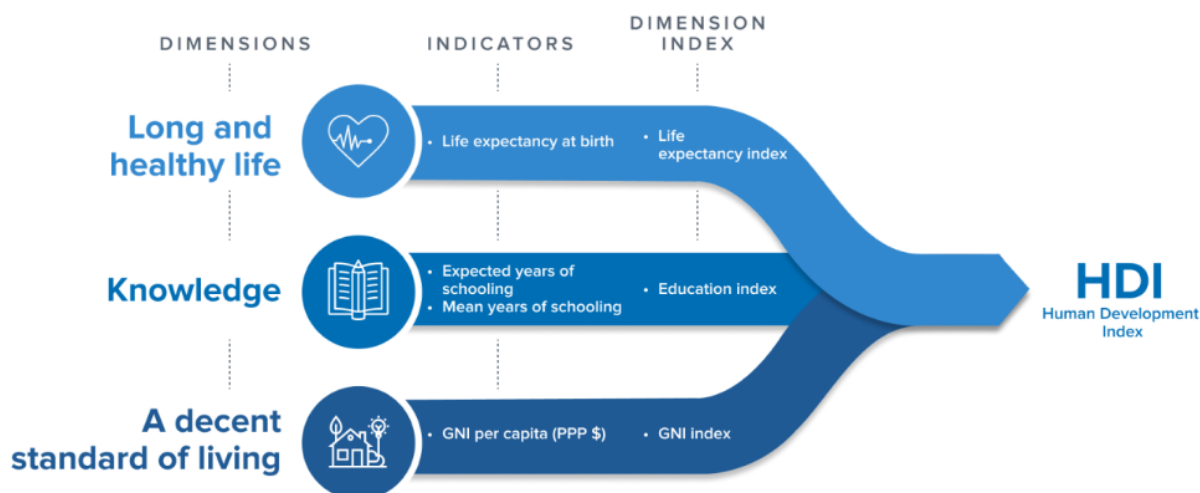 DIMENSIONS
INDICATORS
DIMENSION
INDEX
Long and
healthy life
• Life expectancy at birth
• Life
expectancy index
Knowledge
• Expected years of
schooling
• Mean years of schooling
• Education index
HDI
Human Development
Index
A decent
standard of living
• GNI per capita (PPP $)
• GNI index